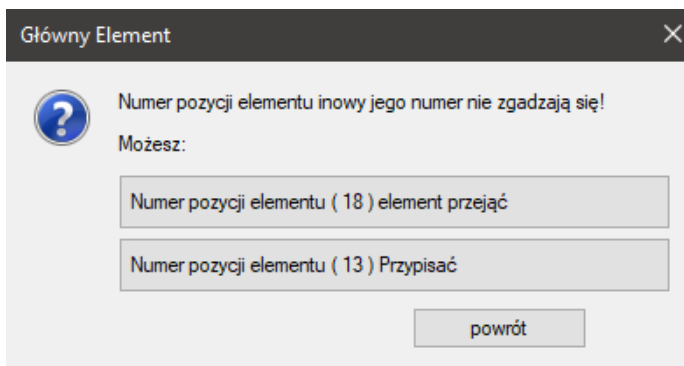 Główny Element
Numer pozycji elementu inowy jego numer nie zgadzają się!
Możesz:
Numer pozycji elementu ( 18 ) element przejąć
Numer pozycji elementu ( 13 ) Przypisać
powrót